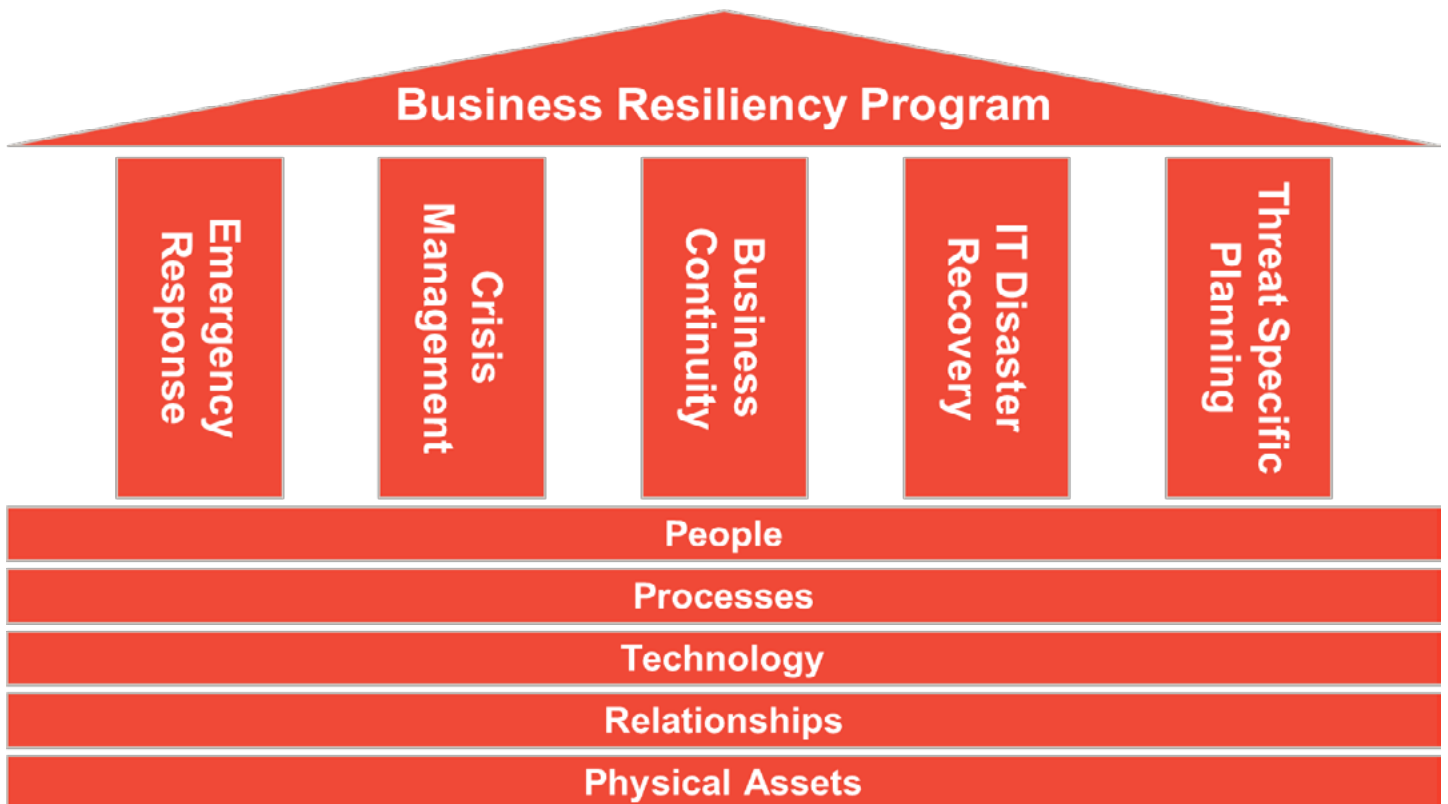 Business Resiliency Program
Emergency
Response
Crisis
Management
Business
Continuity
IT Disaster
Recovery
Threat Specific
Planning
People
Processes
Technology
Relationships
Physical Assets